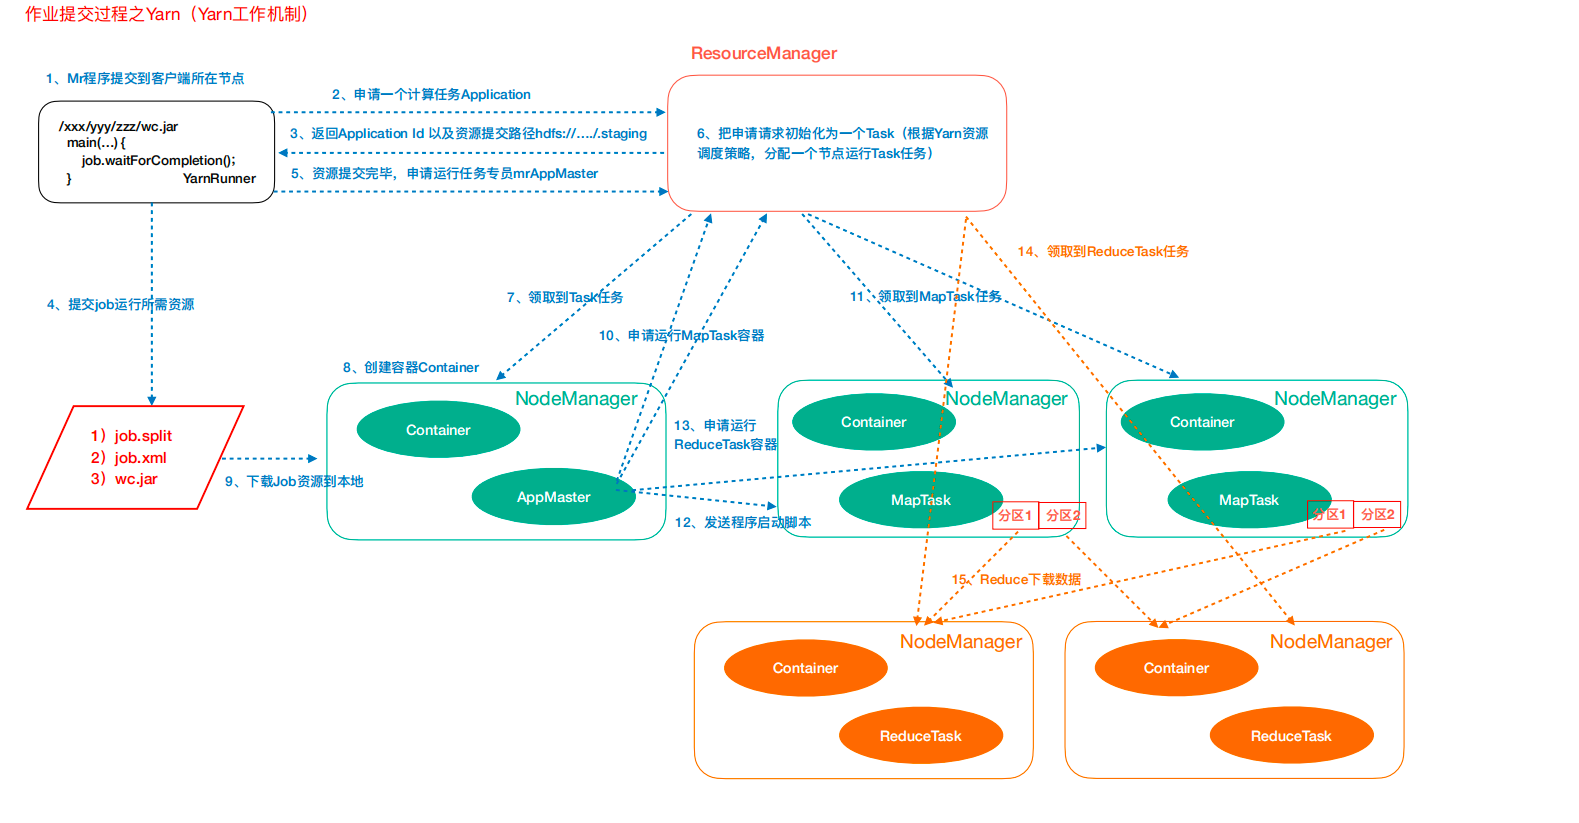 作业提交过程之Yarn（Yarn工作机制）
ResourceManager
1、Mr程序提交到客户端所在节点
2、申请一个计算任务Application
/xxx/yyy/zzz/wc.jar
main(...) {
job.waitForCompletion();
} YarnRunner
3、返回Application Id 以及资源提交路径hdfs://…./.staging
5、资源提交完毕，申请运行任务专员mrAppMaster
6、把申请请求初始化为一个Task（根据Yarn资源
调度策略，分配一个节点运行Task任务）
14、领取到ReduceTask任务
4、提交job运行所需资源
7、领取到Task任务
11、领取到MapTask任务
10、申请运行MapTask容器
8、创建容器Container
NodeManager
Container
AppMaster
NodeManager
Container
MapTask
分区1 分区2
NodeManager
Container
MapTask
分区1 分区2
13、申请运行
ReduceTask容器
1）job.split
2）job.xml
3）wc.jar
9、下载Job资源到本地
12、发送程序启动脚本
15、Reduce下载数据
NodeManager
Container
ReduceTask
NodeManager
Container
ReduceTask